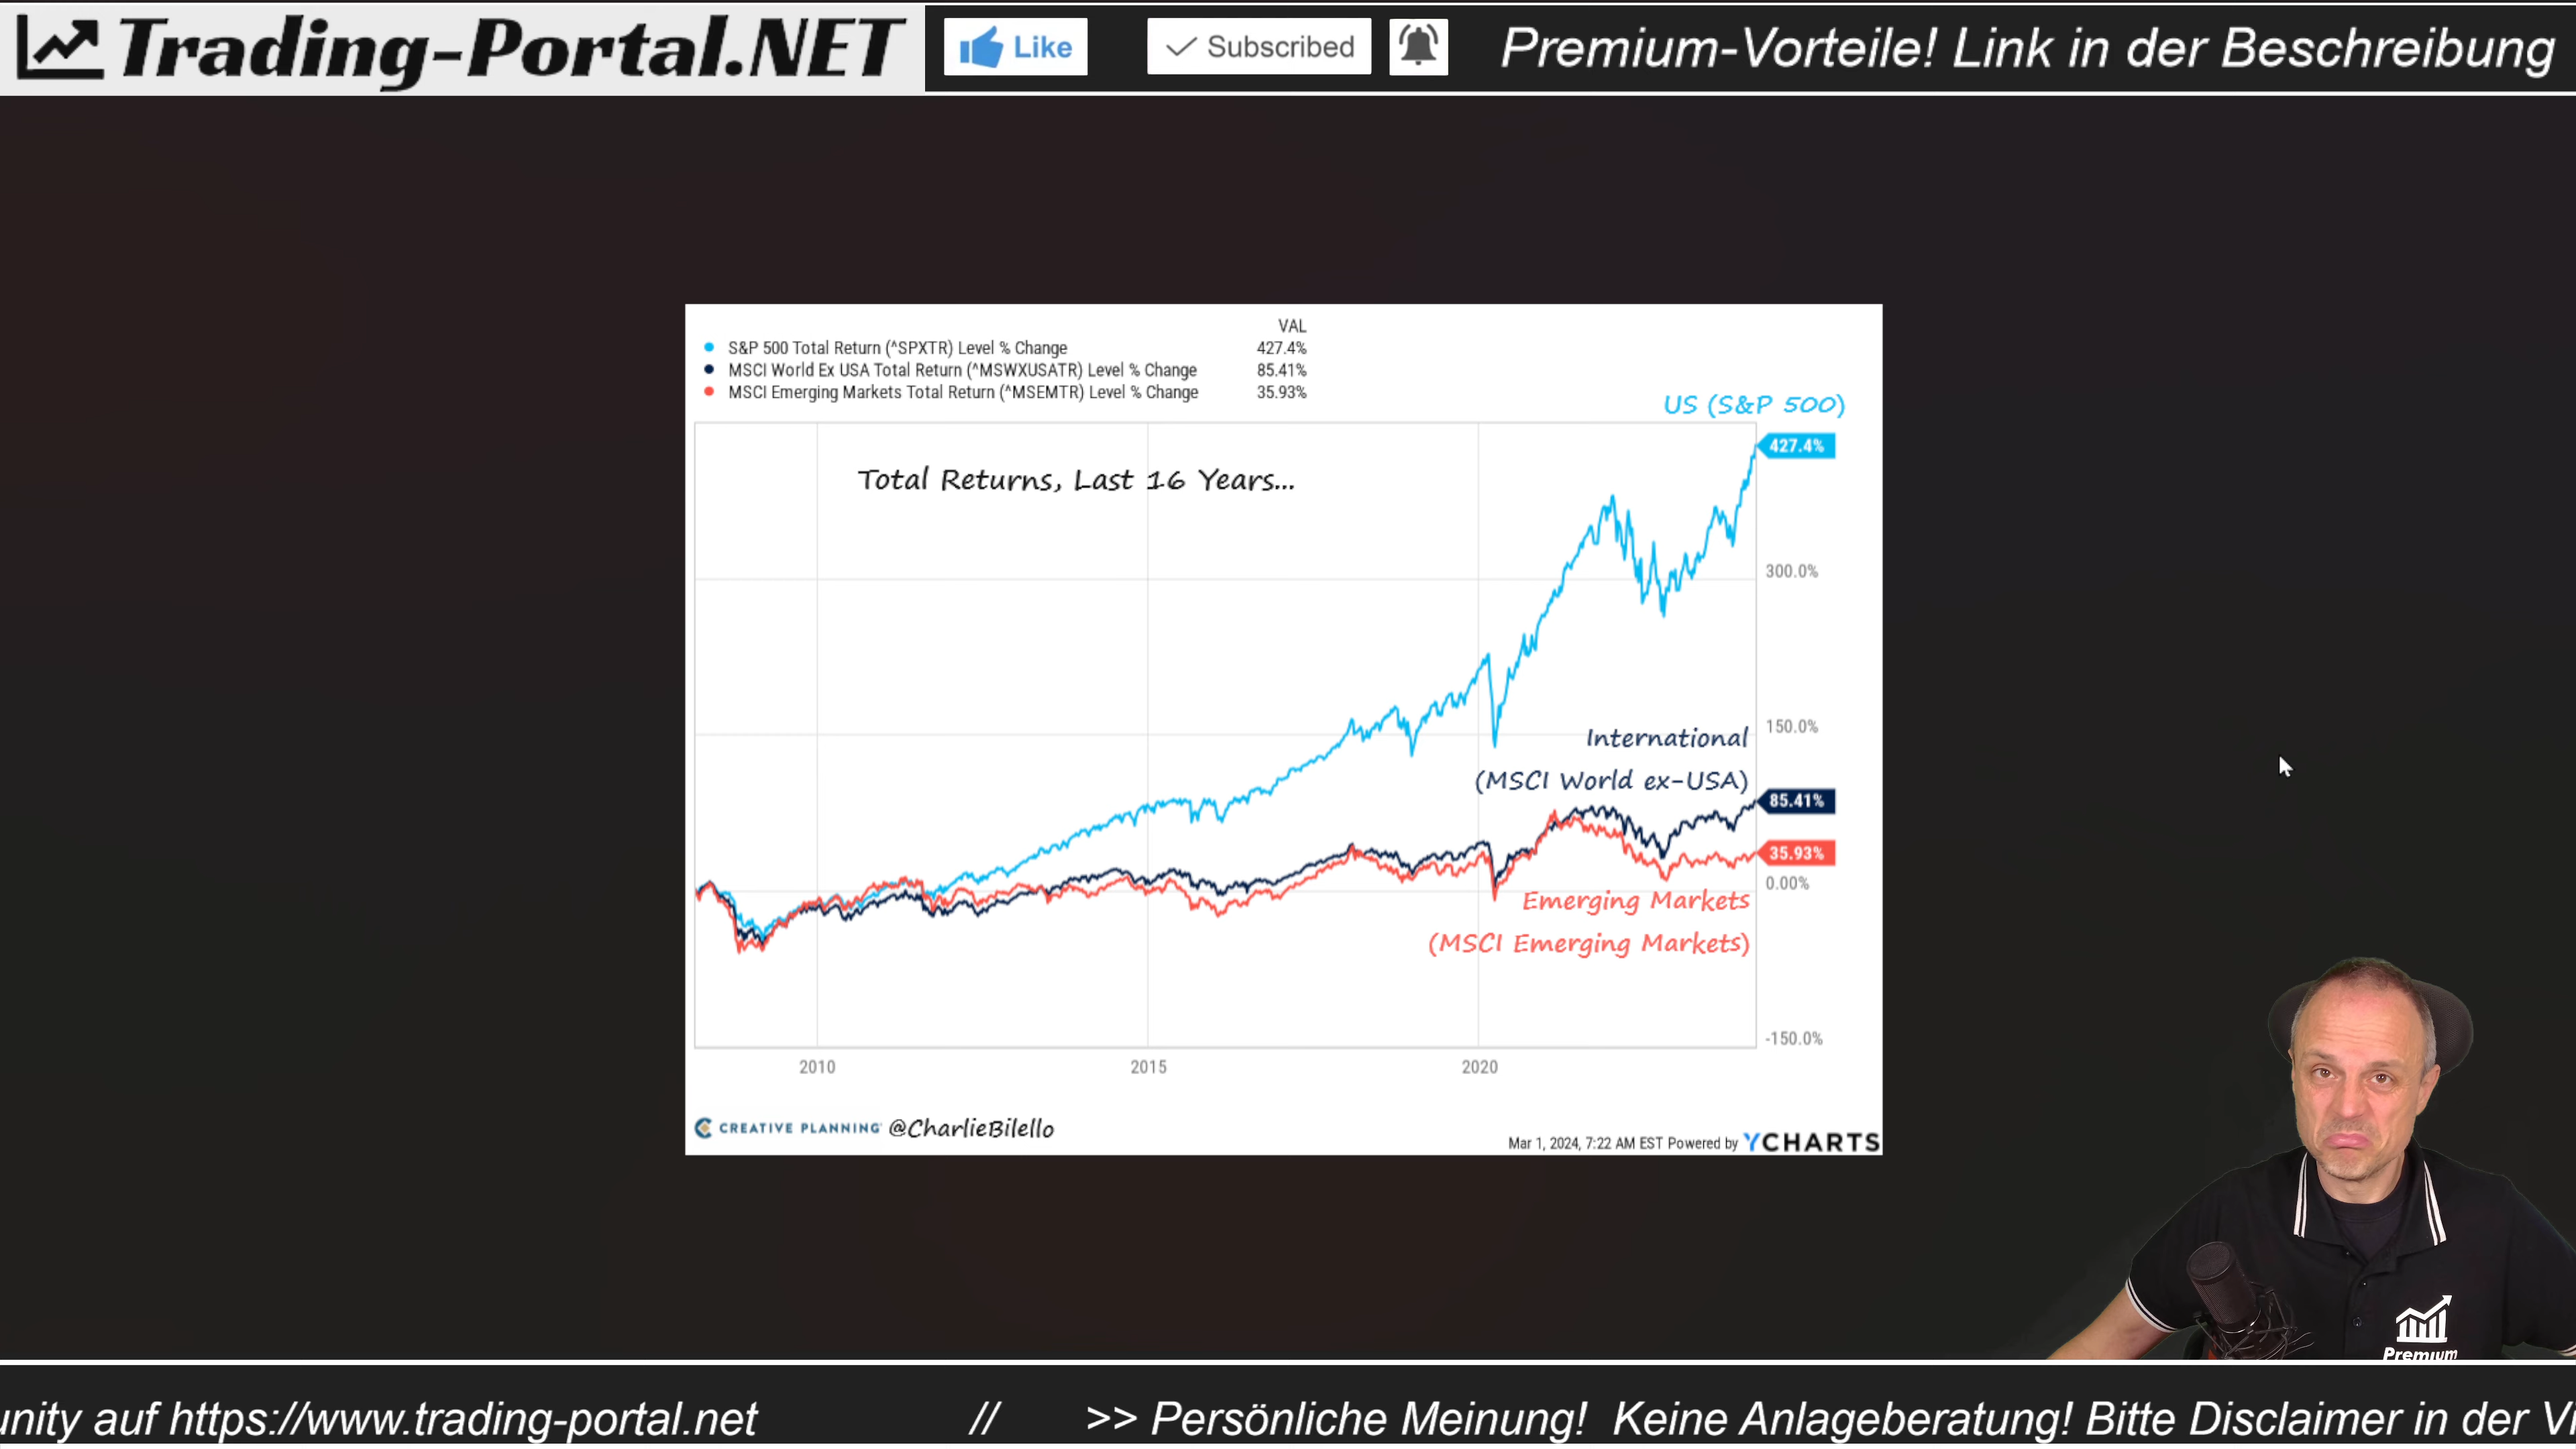 Trading-Portal.NET
Like
Subscribed
Premium-Vorteile! Link in der Beschreibung
VAL
S&P 500 Total Return (^SPXTR) Level % Change 427.4%
MSCI World Ex USA Total Return (^MSWXUSATR) Level % Change 85.41%
MSCI Emerging Markets Total Return (^MSEMTR) Level % Change 35.93%
US (S&P 500)
427.4%
Total Returns, Last 16 Years...
300.0%
150.0%
International
(MSCI World ex-USA)
85.41%
35.93%
0.00%
Emerging Markets
(MSCI Emerging Markets)
-150.0%
2010 2015 2020
CREATIVE PLANNING @CharlieBilello
Mar 1, 2024, 7:22 AM EST Powered by YCHARTS
Premium
unity auf https://www.trading-portal.net // >> Persönliche Meinung! Keine Anlageberatung! Bitte Disclaimer in der V